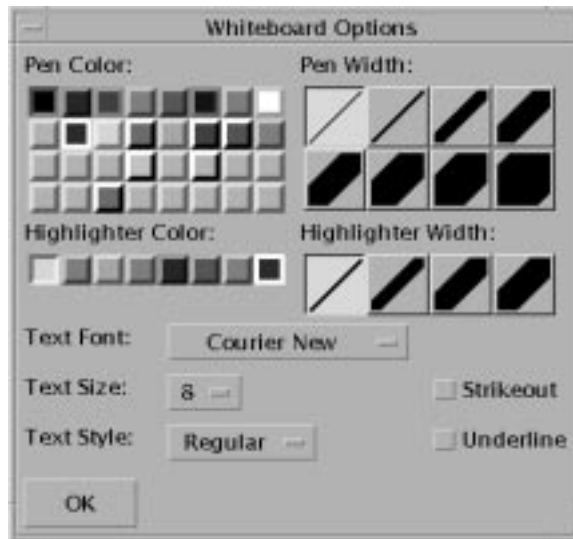 Whiteboard Options
Pen Color: Pen Width:
Highlighter Color: Highlighter Width:
Text Font: Courier New
Text Size: 8 Strikeout
Text Style: Regular Underline
OK